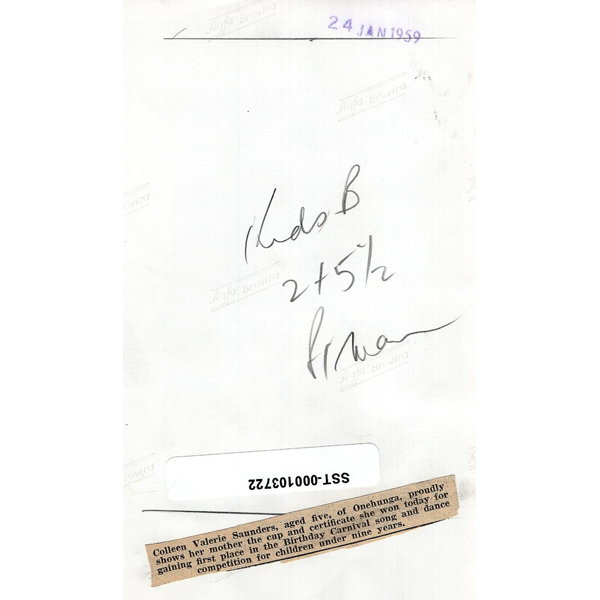 24 JAN 1959
Kids B
2 + 5½
SST-000103722
Colleen Valerie Saunders, aged five, of Onehunga, proudly
shows her mother the cup and certificate she won today for
gaining first place in the Birthday Carnival song and dance
competition for children under nine years.